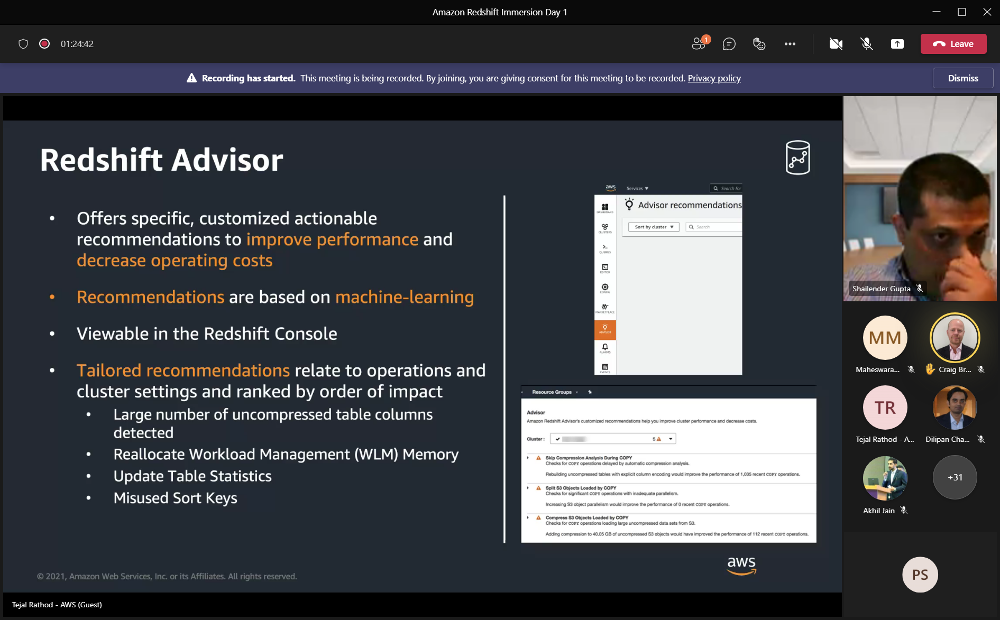 Amazon Redshift Immersion Day 1
01:24:42
1
Leave
Recording has started. This meeting is being recorded. By joining, you are giving consent for this meeting to be recorded. Privacy policy
Dismiss
Redshift Advisor
• Offers specific, customized actionable
recommendations to improve performance and
decrease operating costs
• Recommendations are based on machine-learning
• Viewable in the Redshift Console
• Tailored recommendations relate to operations and
cluster settings and ranked by order of impact
• Large number of uncompressed table columns
detected
• Reallocate Workload Management (WLM) Memory
• Update Table Statistics
• Misused Sort Keys
aws Services Search for
Advisor recommendations
Sort by cluster Search
DASHBOARD
CLUSTERS
QUERIES
EDITOR
CONFIG
MARKETPLACE
ADVISOR
ALARMS
EVENTS
Resource Groups
Advisor
Amazon Redshift Advisor's customized recommendations help you improve cluster performance and decrease costs.
Cluster : 5
Skip Compression Analysis During COPY
Checks for COPY operations delayed by automatic compression analysis.
Rebuilding uncompressed tables with explicit column encoding would improve the performance of 1,035 recent COPY operations.
Split S3 Objects Loaded by COPY
Checks for significant COPY operations with inadequate parallelism.
Increasing S3 object parallelism would improve the performance of 0 recent COPY operations.
Compress S3 Objects Loaded by COPY
Checks for COPY operations loading large uncompressed data sets from S3.
Adding compression to 40.05 GB of uncompressed S3 objects would have improved the performance of 112 recent COPY operations.
aws
© 2021, Amazon Web Services, Inc. or its Affiliates. All rights reserved.
Tejal Rathod - AWS (Guest)
Shailender Gupta
MM
Maheswara... Craig Br...
TR
Tejal Rathod - A... Dilipan Cha...
+31
Akhil Jain
PS